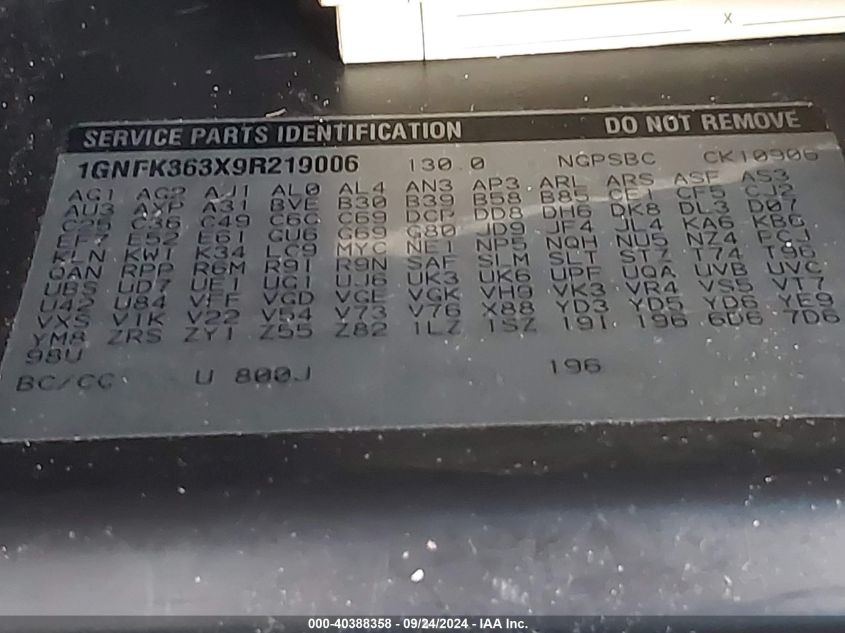 X
SERVICE PARTS IDENTIFICATION DO NOT REMOVE
1GNFK363X9R219006 130.0 NGPSBC CK10906
AG1 AG2 AJ1 AL0 AL4 AN3 AP3 ARL ARS ASF AS3
AU3 AXP A31 BVE B30 B39 B58 B85 CE1 CF5 CJ2
C25 C36 C49 C6C C69 DCP DD8 DH6 DK8 DL3 D07
EF7 E52 E61 GU6 G69 G80 JD9 JF4 JL4 KA6 KBG
KLN KW1 K34 LC9 MYC NE1 NP5 NQH NU5 NZ4 PCJ
QAN RPP R6M R9I R9N SAF SLM SLT STZ T74 T96
UBS UD7 UE1 UG1 UJ6 UK3 UK6 UPF UQA UVB UVC
U42 U84 VFF VGD VGE VGK VH9 VK3 VR4 VS5 VT7
VXS V1K V22 V54 V73 V76 X88 YD3 YD5 YD6 YE9
YM8 ZRS ZY1 Z55 Z82 1LZ 1SZ 19I 196 6D6 7D6
98U
BC/CC U 800J 196
000-40388358 - 09/24/2024 - IAA Inc.